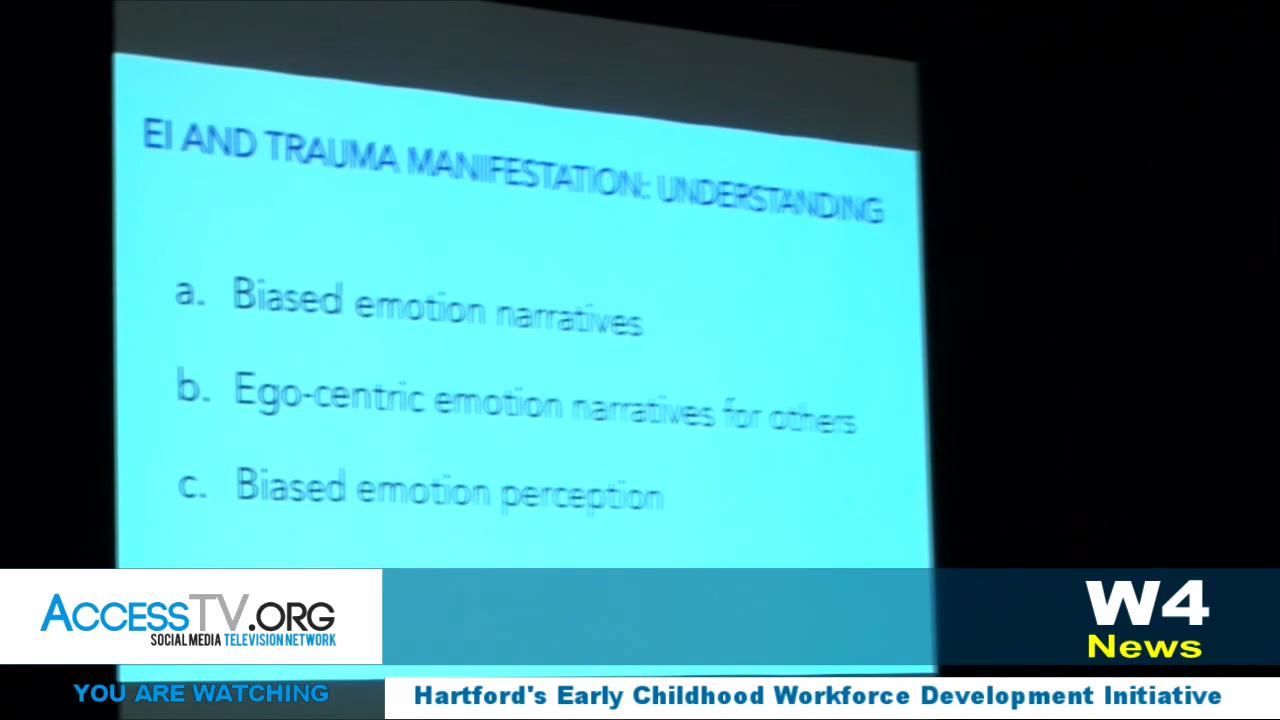 EI AND TRAUMA MANIFESTATION: UNDERSTANDING
a. Biased emotion narratives
b. Ego-centric emotion narratives for others
c. Biased emotion perception
ACCESSTV.ORG
SOCIAL MEDIA TELEVISION NETWORK
W4
News
YOU ARE WATCHING
Hartford's Early Childhood Workforce Development Initiative